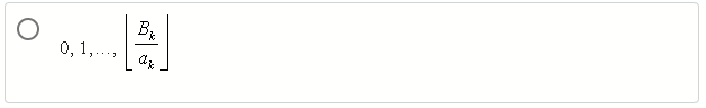 0, 1,..., ⌊B_k / a_k⌋